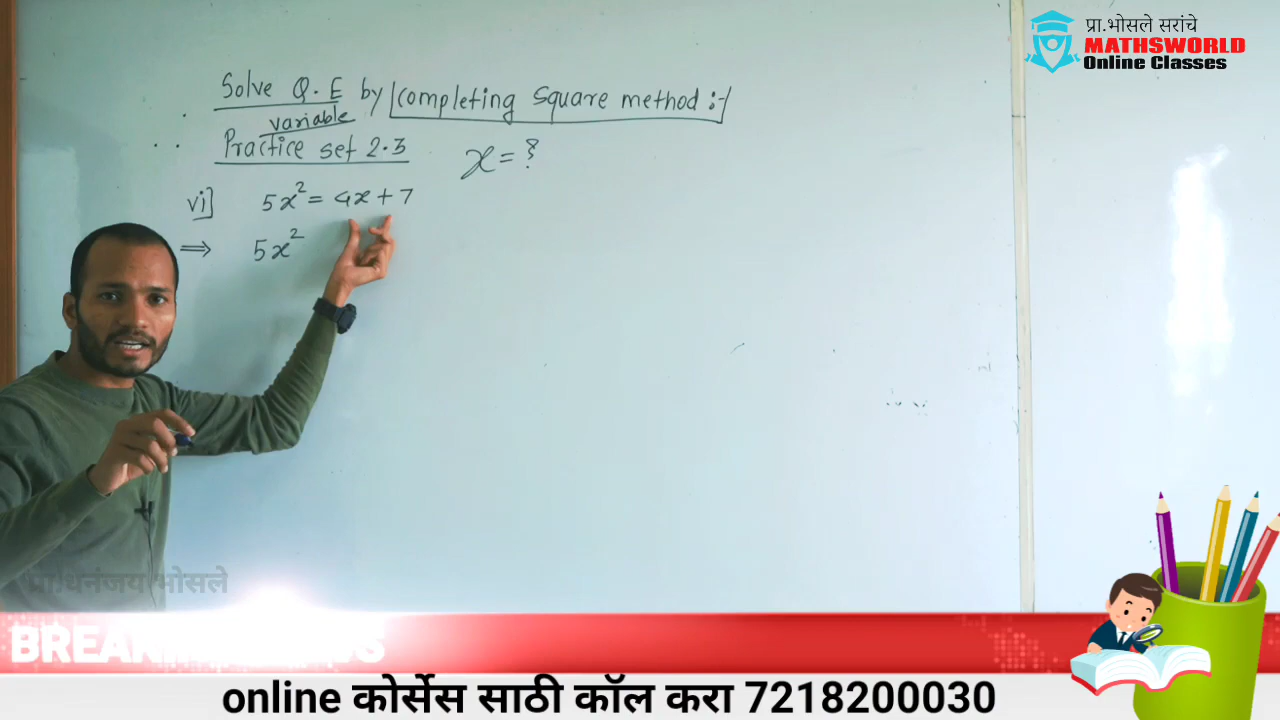 प्रा.भोसले सरांचे
MATHSWORLD
Online Classes
Solve Q.E by completing square method :-
variable
Practice set 2.3
x = ?
vi] 5x² = 4x + 7
⇒ 5x²
प्रा.धनंजय भोसले
online कोर्सेस साठी कॉल करा 7218200030